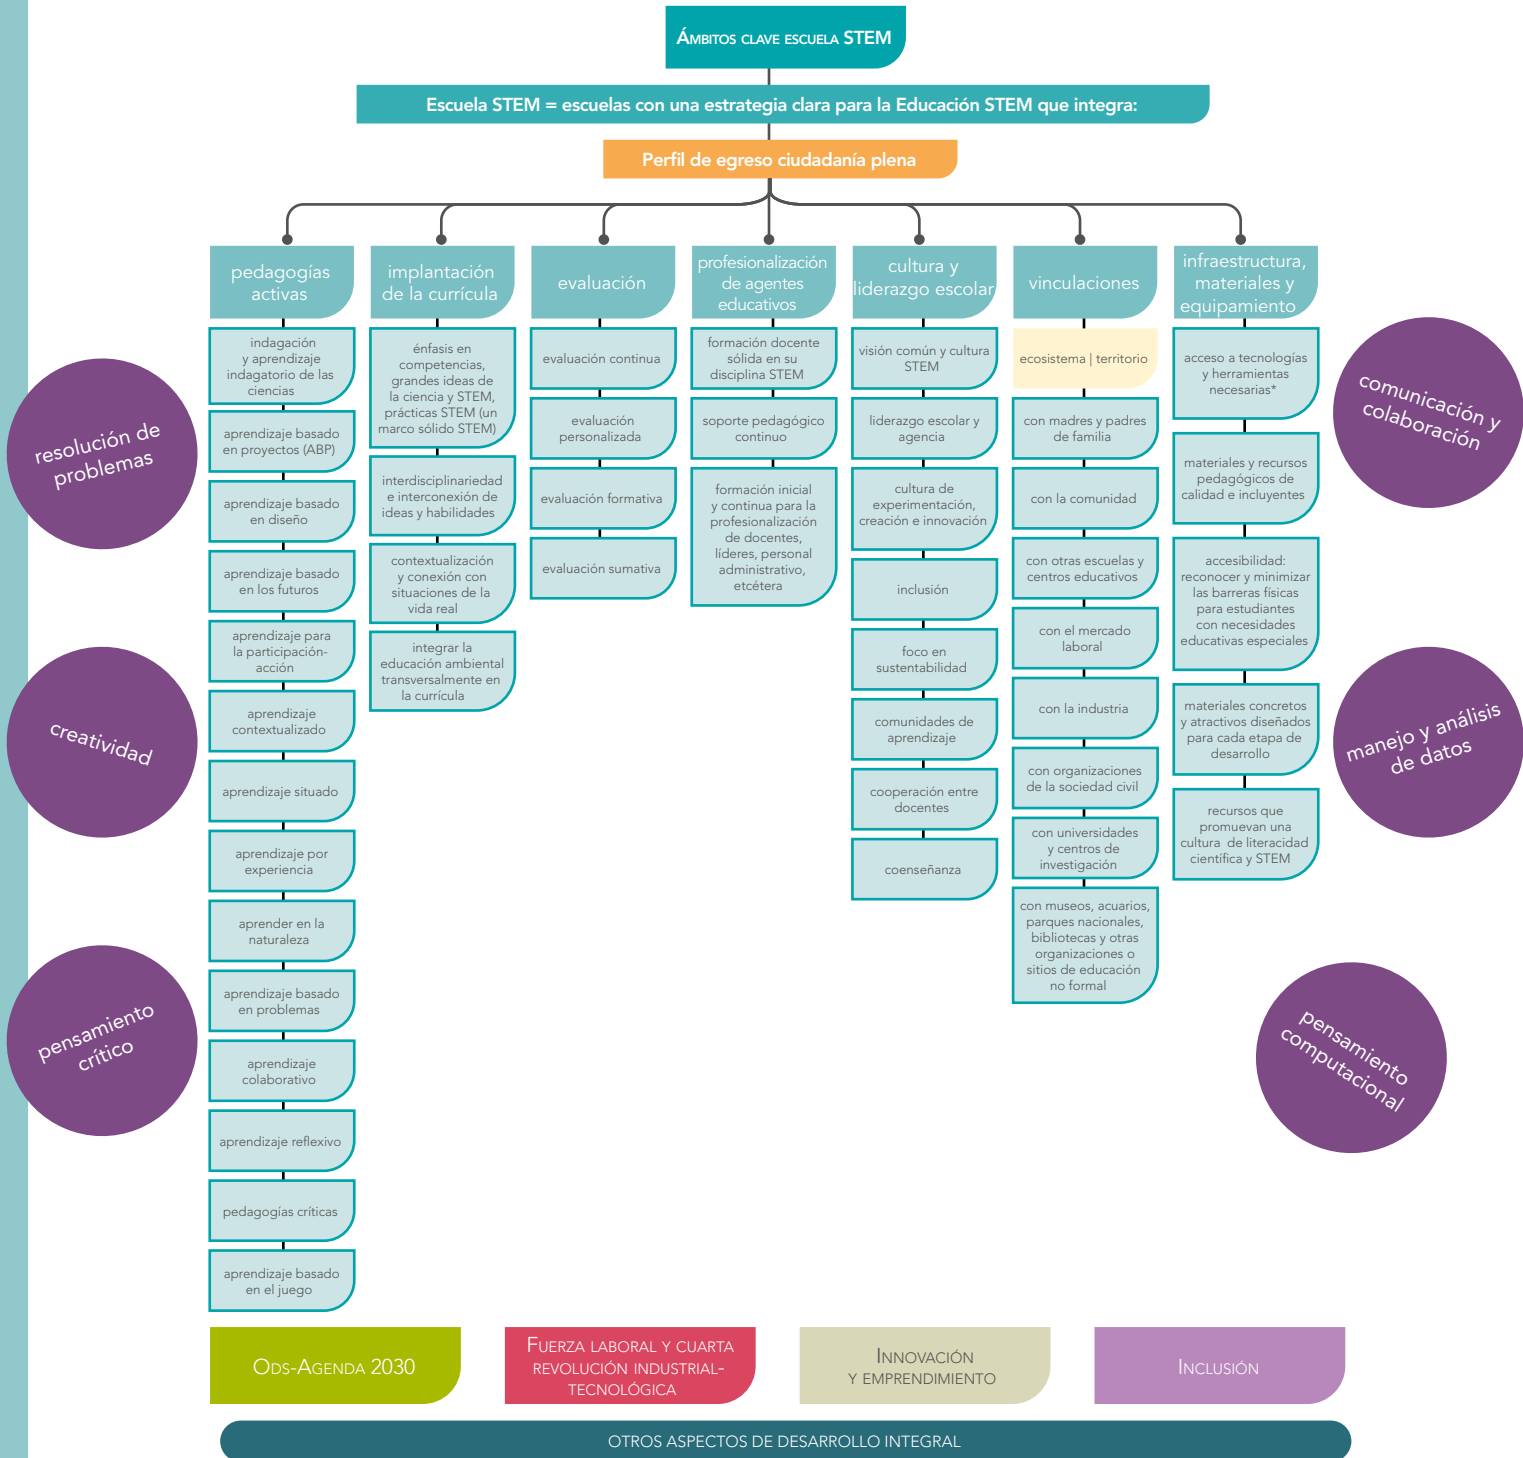 Ámbitos clave escuela STEM
Escuela STEM = escuelas con una estrategia clara para la Educación STEM que integra:
Perfil de egreso ciudadanía plena
pedagogías
activas
indagación
y aprendizaje
indagatorio de las
ciencias
aprendizaje basado
en proyectos (ABP)
aprendizaje basado
en diseño
aprendizaje basado
en los futuros
aprendizaje para
la participación-
acción
aprendizaje
contextualizado
aprendizaje situado
aprendizaje por
experiencia
aprender en la
naturaleza
aprendizaje basado
en problemas
aprendizaje
colaborativo
aprendizaje reflexivo
pedagogías críticas
aprendizaje basado
en el juego
implantación
de la currícula
énfasis en
competencias,
grandes ideas de
la ciencia y STEM,
prácticas STEM (un
marco sólido STEM)
interdisciplinariedad
e interconexión de
ideas y habilidades
contextualización
y conexión con
situaciones de la
vida real
integrar la
educación ambiental
transversalmente en
la currícula
evaluación
evaluación continua
evaluación
personalizada
evaluación formativa
evaluación sumativa
profesionalización
de agentes
educativos
formación docente
sólida en su
disciplina STEM
soporte pedagógico
continuo
formación inicial
y continua para la
profesionalización
de docentes,
líderes, personal
administrativo,
etcétera
cultura y
liderazgo escolar
visión común y cultura
STEM
liderazgo escolar y
agencia
cultura de
experimentación,
creación e innovación
inclusión
foco en
sustentabilidad
comunidades de
aprendizaje
cooperación entre
docentes
coenseñanza
vinculaciones
ecosistema | territorio
con madres y padres
de familia
con la comunidad
con otras escuelas y
centros educativos
con el mercado
laboral
con la industria
con organizaciones
de la sociedad civil
con universidades
y centros de
investigación
con museos, acuarios,
parques nacionales,
bibliotecas y otras
organizaciones o
sitios de educación
no formal
infraestructura,
materiales y
equipamiento
acceso a tecnologías
y herramientas
necesarias*
materiales y recursos
pedagógicos de
calidad e incluyentes
accesibilidad:
reconocer y minimizar
las barreras físicas
para estudiantes
con necesidades
educativas especiales
materiales concretos
y atractivos diseñados
para cada etapa de
desarrollo
recursos que
promuevan una
cultura de literacidad
científica y STEM
resolución de
problemas
creatividad
pensamiento
crítico
comunicación y
colaboración
manejo y análisis
de datos
pensamiento
computacional
Ods-Agenda 2030
Fuerza laboral y cuarta
revolución industrial-
tecnológica
Innovación
y emprendimiento
Inclusión
OTROS ASPECTOS DE DESARROLLO INTEGRAL